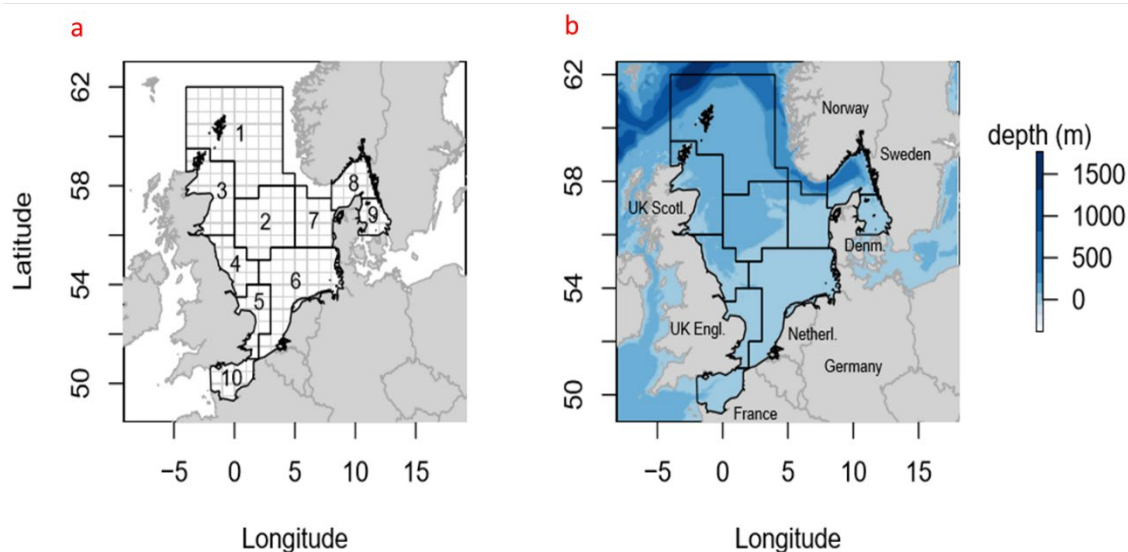 a
b
62
58
54
50
Latitude
1
2
3
4
5
6
7
8
9
10
−5 0 5 10 15
Longitude
62
58
54
50
Norway
Sweden
UK Scotl.
Denm.
UK Engl.
Netherl.
Germany
France
−5 0 5 10 15
Longitude
depth (m)
1500
1000
500
0